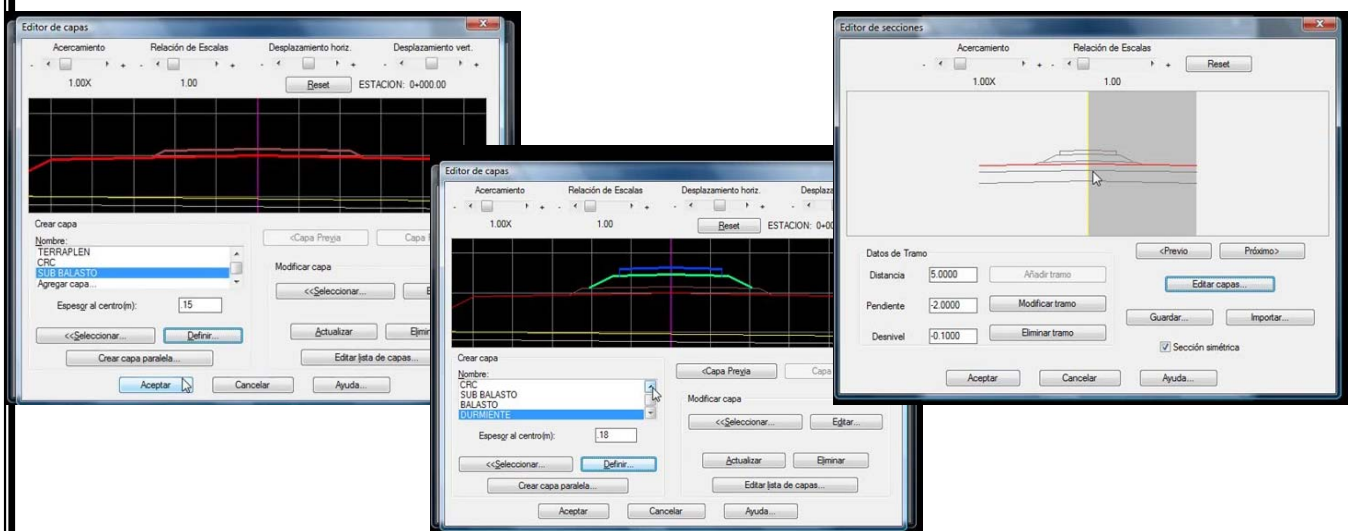 Editor de capas
Acercamiento Relación de Escalas Desplazamiento horiz. Desplazamiento vert.
- +  - +  - +  - +
1.00X 1.00 Reset ESTACION: 0+000.00
Crear capa
Nombre:
TERRAPLEN
CRC
SUB BALASTO
Agregar capa...
Espesor al centro(m): .15
<<Seleccionar... Definir...
Crear capa paralela...
<Capa Previa Capa
Modificar capa
<<Seleccionar...
Actualizar
Editar lista de capas...
Aceptar Cancelar Ayuda...
Editor de capas
Acercamiento Relación de Escalas Desplazamiento horiz. Desplaza
- +  - +  - +  -
1.00X 1.00 Reset ESTACION: 0+00
Crear capa
Nombre:
CRC
SUB BALASTO
BALASTO
DURMIENTE
Espesor al centro(m): .18
<<Seleccionar... Definir...
Crear capa paralela...
<Capa Previa Capa
Modificar capa
<<Seleccionar... Editar...
Actualizar Eliminar
Editar lista de capas...
Aceptar Cancelar Ayuda...
Editor de secciones
Acercamiento Relación de Escalas
- +  - + Reset
1.00X 1.00
Datos de Tramo
Distancia 5.0000 Añadir tramo
Pendiente -2.0000 Modificar tramo
Desnivel -0.1000 Eliminar tramo
<Previo Próximo>
Editar capas...
Guardar... Importar...
Sección simétrica
Aceptar Cancelar Ayuda...